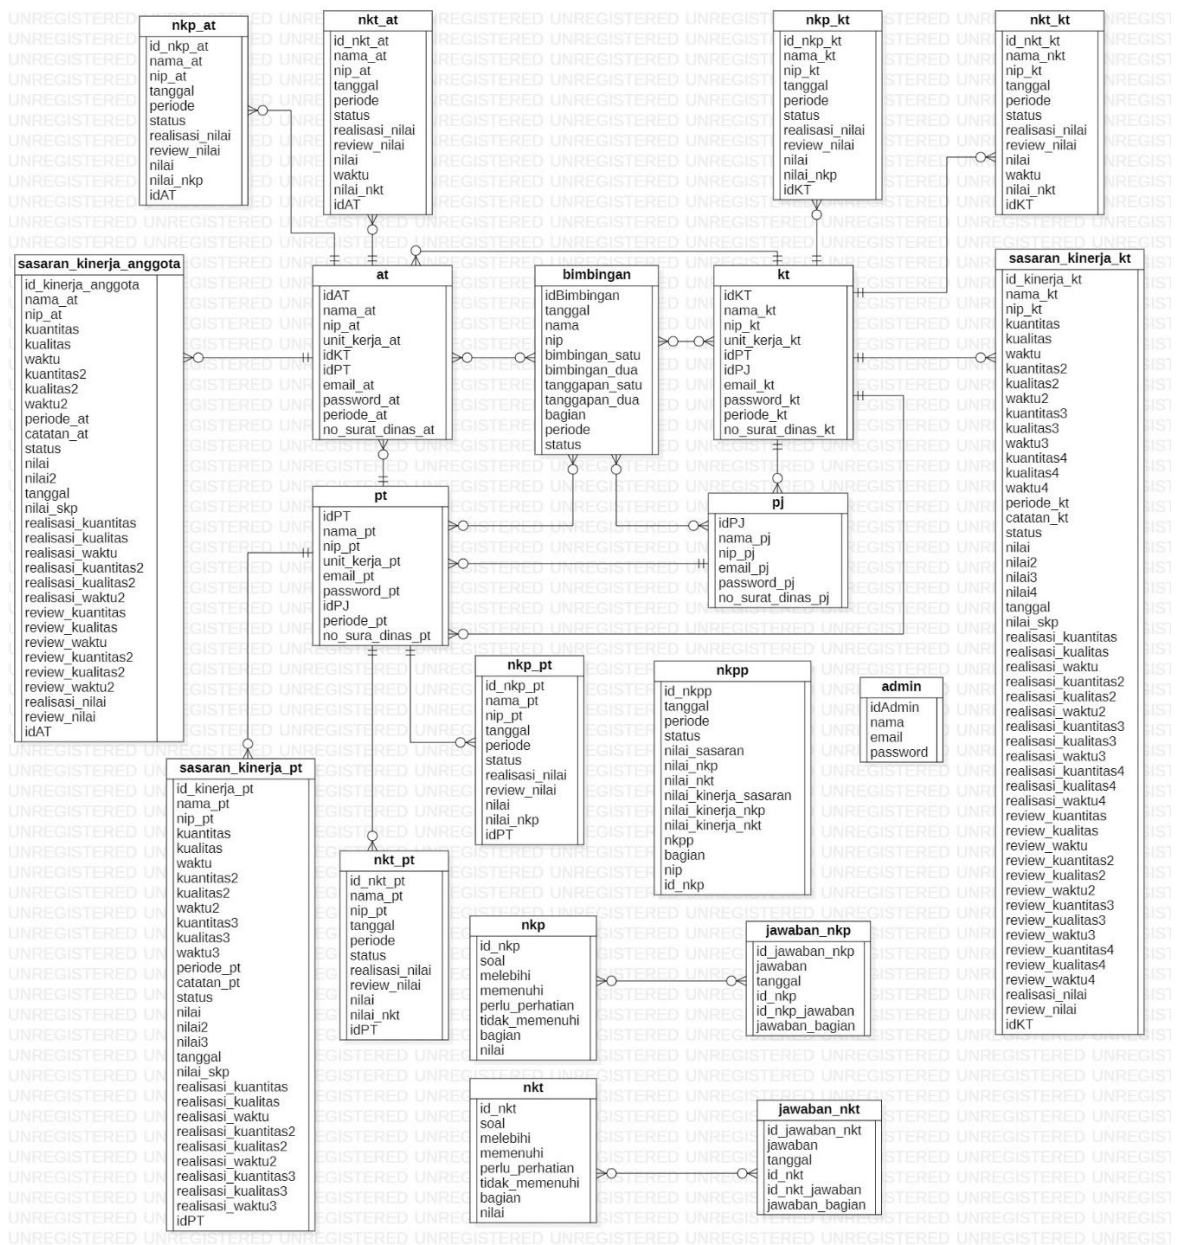 nkp_at
id_nkp_at
nama_at
nip_at
tanggal
periode
status
realisasi_nilai
review_nilai
nilai
nilai_nkp
idAT
nkt_at
id_nkt_at
nama_at
nip_at
tanggal
periode
status
realisasi_nilai
review_nilai
nilai
waktu
nilai_nkt
idAT
nkp_kt
id_nkp_kt
nama_kt
nip_kt
tanggal
periode
status
realisasi_nilai
review_nilai
nilai
nilai_nkp
idKT
nkt_kt
id_nkt_kt
nama_nkt
nip_kt
tanggal
periode
status
realisasi_nilai
review_nilai
nilai
waktu
nilai_nkt
idKT
sasaran_kinerja_anggota
id_kinerja_anggota
nama_at
nip_at
kuantitas
kualitas
waktu
kuantitas2
kualitas2
waktu2
periode_at
catatan_at
status
nilai
nilai2
tanggal
nilai_skp
realisasi_kuantitas
realisasi_kualitas
realisasi_waktu
realisasi_kuantitas2
realisasi_kualitas2
realisasi_waktu2
review_kuantitas
review_kualitas
review_waktu
review_kuantitas2
review_kualitas2
review_waktu2
realisasi_nilai
review_nilai
idAT
at
idAT
nama_at
nip_at
unit_kerja_at
idKT
idPT
email_at
password_at
periode_at
no_surat_dinas_at
bimbingan
idBimbingan
tanggal
nama
nip
bimbingan_satu
bimbingan_dua
tanggapan_satu
tanggapan_dua
bagian
periode
status
kt
idKT
nama_kt
nip_kt
unit_kerja_kt
idPT
idPJ
email_kt
password_kt
periode_kt
no_surat_dinas_kt
sasaran_kinerja_kt
id_kinerja_kt
nama_kt
nip_kt
kuantitas
kualitas
waktu
kuantitas2
kualitas2
waktu2
kuantitas3
kualitas3
waktu3
kuantitas4
kualitas4
waktu4
periode_kt
catatan_kt
status
nilai
nilai2
nilai3
nilai4
tanggal
nilai_skp
realisasi_kuantitas
realisasi_kualitas
realisasi_waktu
realisasi_kuantitas2
realisasi_kualitas2
realisasi_waktu2
realisasi_kuantitas3
realisasi_kualitas3
realisasi_waktu3
realisasi_kuantitas4
realisasi_kualitas4
realisasi_waktu4
review_kuantitas
review_kualitas
review_waktu
review_kuantitas2
review_kualitas2
review_waktu2
review_kuantitas3
review_kualitas3
review_waktu3
review_kuantitas4
review_kualitas4
review_waktu4
realisasi_nilai
review_nilai
idKT
pt
idPT
nama_pt
nip_pt
unit_kerja_pt
email_pt
password_pt
idPJ
periode_pt
no_sura_dinas_pt
pj
idPJ
nama_pj
nip_pj
email_pj
password_pj
no_surat_dinas_pj
nkp_pt
id_nkp_pt
nama_pt
nip_pt
tanggal
periode
status
realisasi_nilai
review_nilai
nilai
nilai_nkp
idPT
nkpp
id_nkpp
tanggal
periode
status
nilai_sasaran
nilai_nkp
nilai_nkt
nilai_kinerja_sasaran
nilai_kinerja_nkp
nilai_kinerja_nkt
nkpp
bagian
nip
id_nkp
admin
idAdmin
nama
email
password
sasaran_kinerja_pt
id_kinerja_pt
nama_pt
nip_pt
kuantitas
kualitas
waktu
kuantitas2
kualitas2
waktu2
kuantitas3
kualitas3
waktu3
periode_pt
catatan_pt
status
nilai
nilai2
nilai3
tanggal
nilai_skp
realisasi_kuantitas
realisasi_kualitas
realisasi_waktu
realisasi_kuantitas2
realisasi_kualitas2
realisasi_waktu2
realisasi_kuantitas3
realisasi_kualitas3
realisasi_waktu3
idPT
nkt_pt
id_nkt_pt
nama_pt
nip_pt
tanggal
periode
status
realisasi_nilai
review_nilai
nilai
nilai_nkt
idPT
nkp
id_nkp
soal
melebihi
memenuhi
perlu_perhatian
tidak_memenuhi
bagian
nilai
jawaban_nkp
id_jawaban_nkp
jawaban
tanggal
id_nkp
id_nkp_jawaban
jawaban_bagian
nkt
id_nkt
soal
melebihi
memenuhi
perlu_perhatian
tidak_memenuhi
bagian
nilai
jawaban_nkt
id_jawaban_nkt
jawaban
tanggal
id_nkt
id_nkt_jawaban
jawaban_bagian